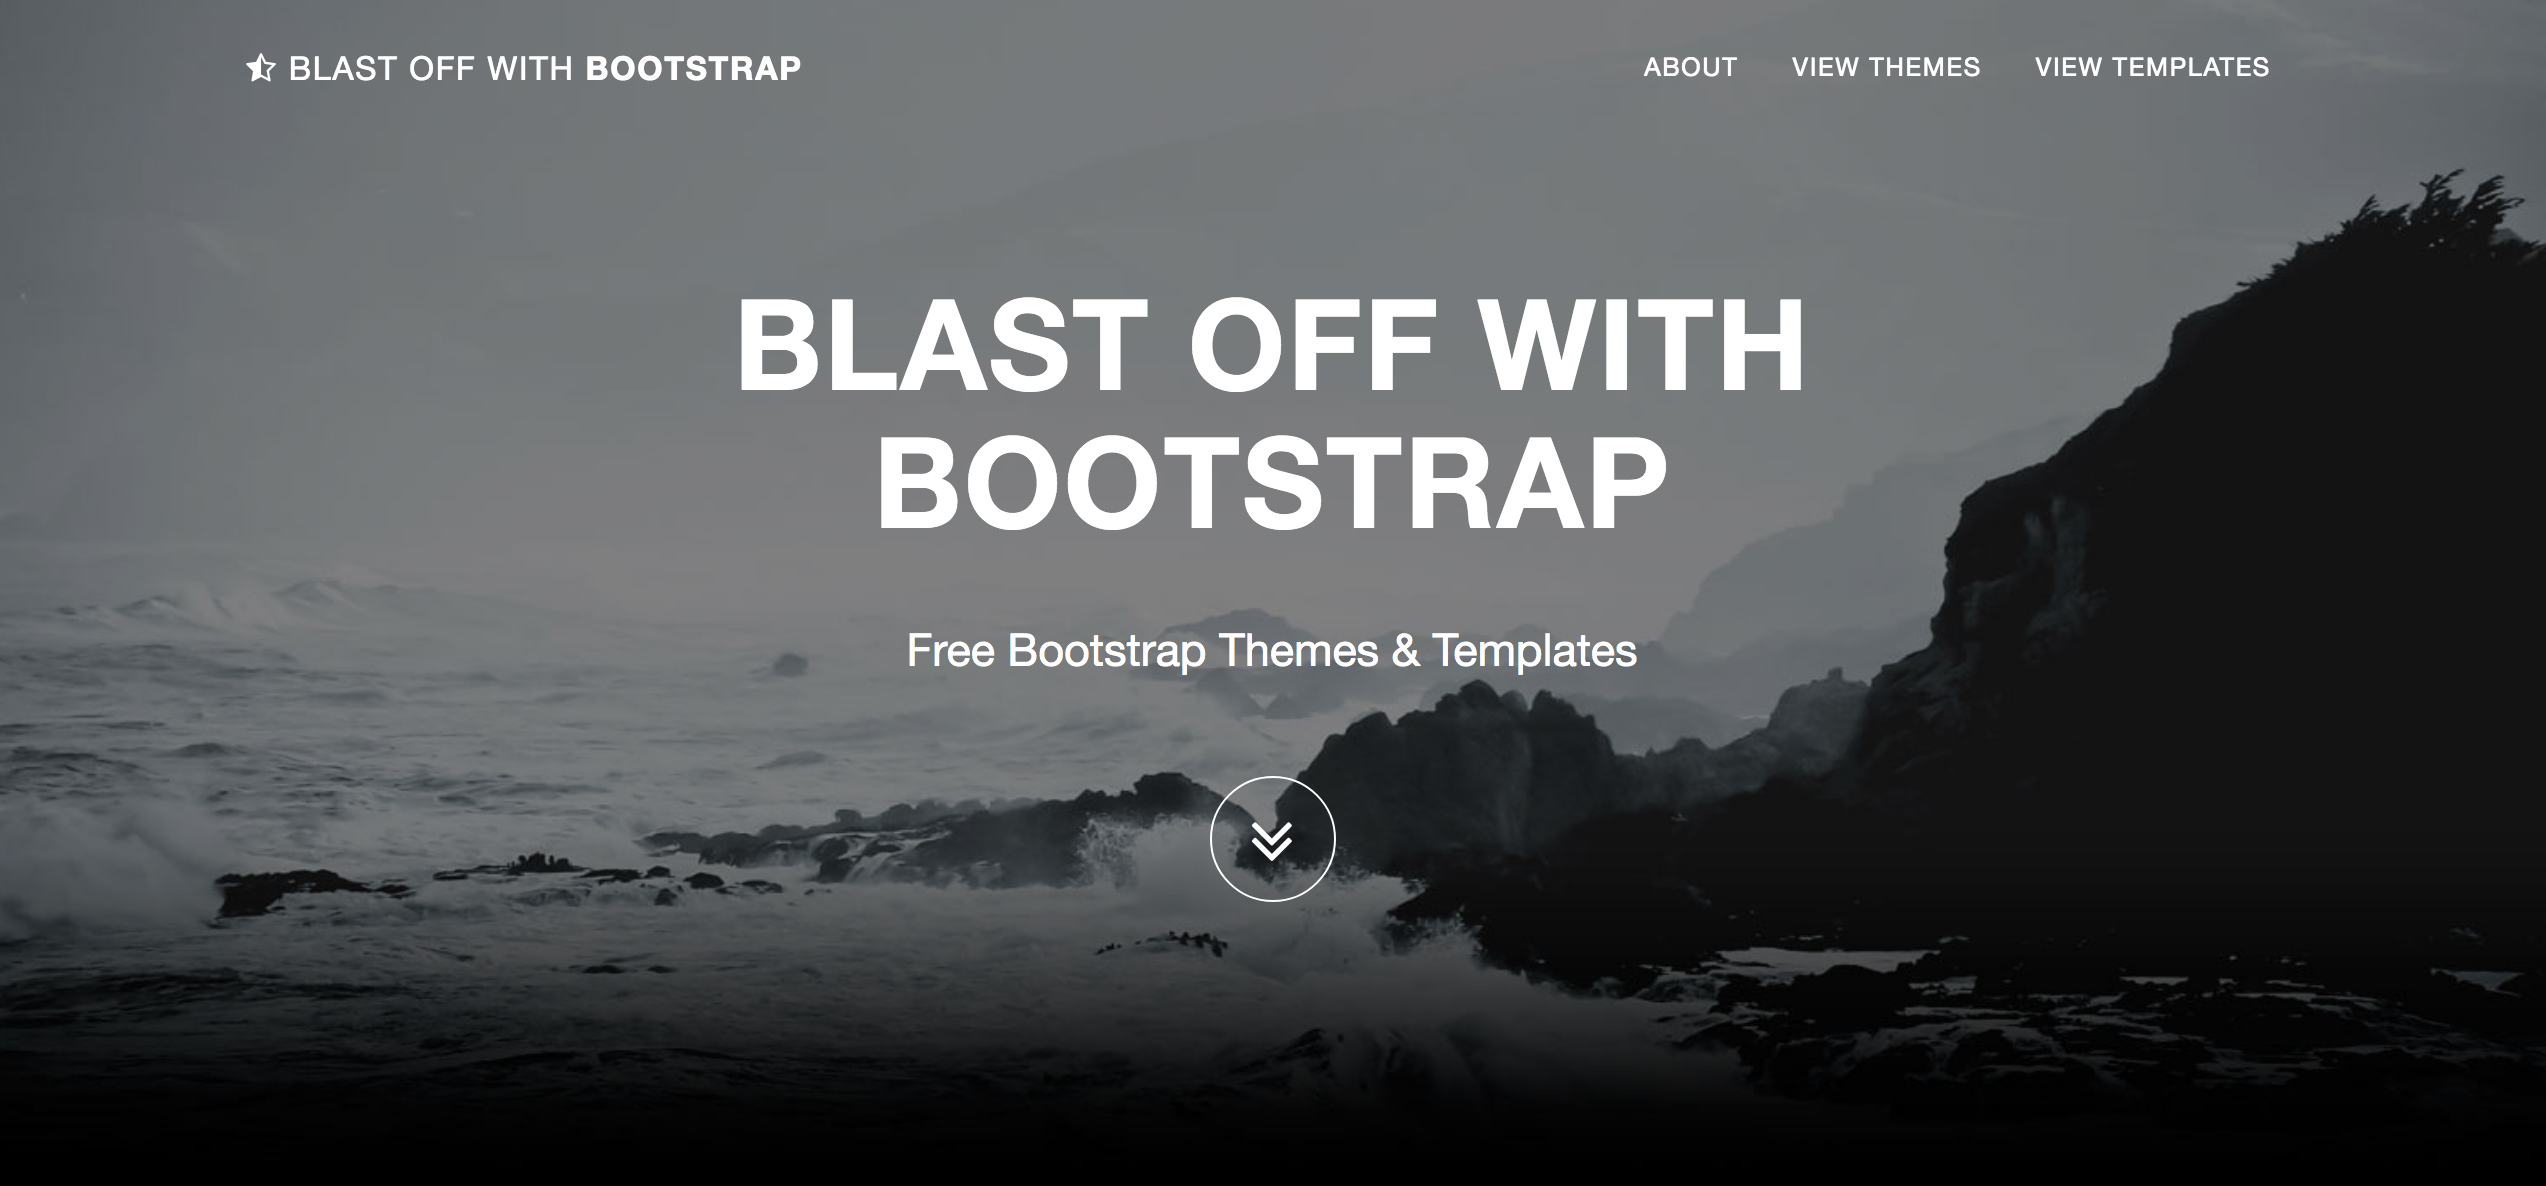 BLAST OFF WITH BOOTSTRAP
ABOUT VIEW THEMES VIEW TEMPLATES
BLAST OFF WITH
BOOTSTRAP
Free Bootstrap Themes & Templates